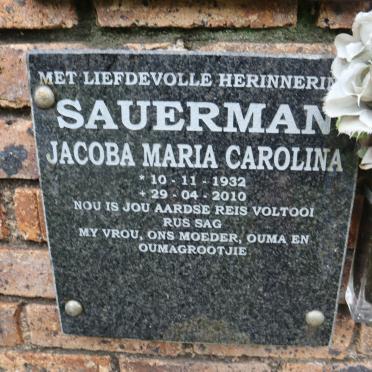 MET LIEFDEVOLLE HERINNERIN
SAUERMAN
JACOBA MARIA CAROLINA
* 10 - 11 - 1932
+ 29 - 04 - 2010
NOU IS JOU AARDSE REIS VOLTOOI
RUS SAG
MY VROU, ONS MOEDER, OUMA EN
OUMAGROOTJIE